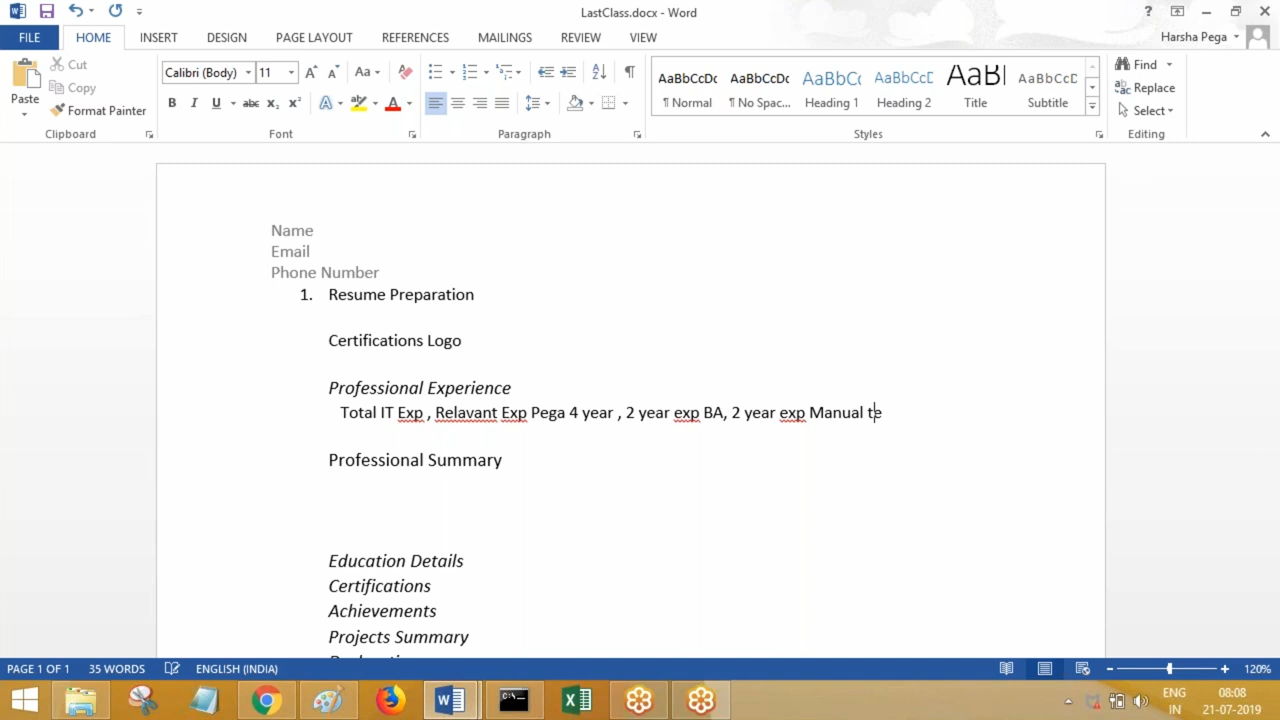 LastClass.docx - Word
?
FILE HOME INSERT DESIGN PAGE LAYOUT REFERENCES MAILINGS REVIEW VIEW Harsha Pega
Paste
Cut
Copy
Format Painter
Clipboard
Calibri (Body) 11
B I U abc x₂ x²
Font
Paragraph
AaBbCcDc AaBbCcDc AaBbCc AaBbCcD AaB AaBbCcD
¶ Normal ¶ No Spac... Heading 1 Heading 2 Title Subtitle
Styles
Find
Replace
Select
Editing
Name
Email
Phone Number
1. Resume Preparation
Certifications Logo
Professional Experience
Total IT Exp , Relavant Exp Pega 4 year , 2 year exp BA, 2 year exp Manual te
Professional Summary
Education Details
Certifications
Achievements
Projects Summary
PAGE 1 OF 1 35 WORDS ENGLISH (INDIA) 120%
ENG 08:08
IN 21-07-2019